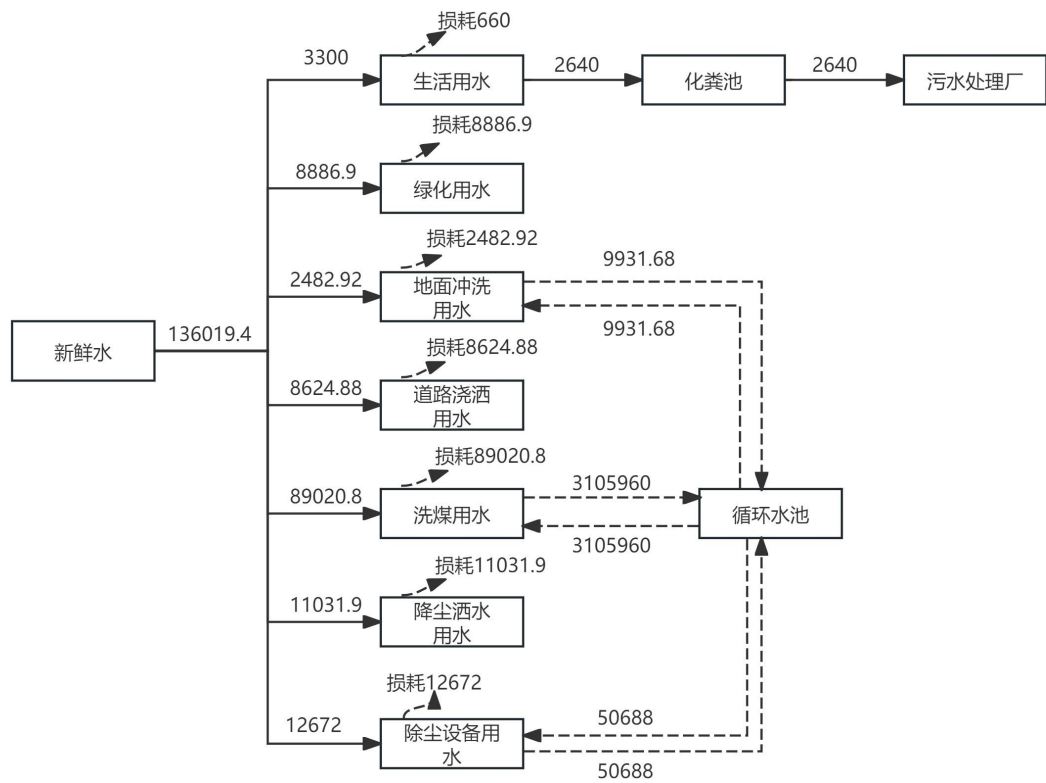 损耗660
3300
生活用水
2640
化粪池
2640
污水处理厂
损耗8886.9
8886.9
绿化用水
损耗2482.92
2482.92
地面冲洗
用水
9931.68
9931.68
新鲜水
136019.4
损耗8624.88
8624.88
道路浇洒
用水
损耗89020.8
89020.8
洗煤用水
3105960
3105960
循环水池
损耗11031.9
11031.9
降尘洒水
用水
损耗12672
12672
除尘设备用
水
50688
50688